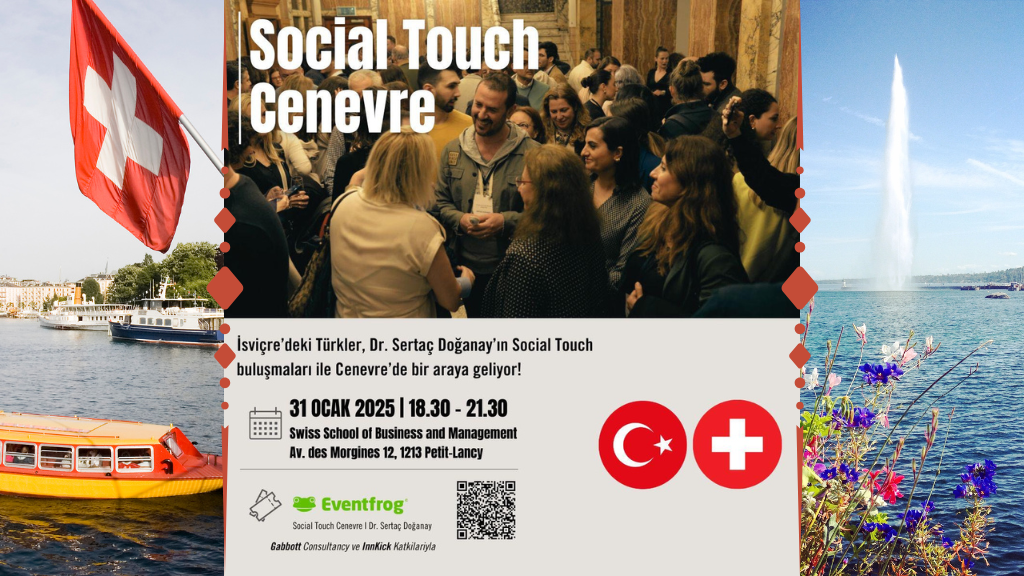 Social Touch
Cenevre
İsviçre'deki Türkler, Dr. Sertaç Doğanay'ın Social Touch
buluşmaları ile Cenevre'de bir araya geliyor!
31 OCAK 2025 | 18.30 - 21.30
Swiss School of Business and Management
Av. des Morgines 12, 1213 Petit-Lancy
Eventfrog
Social Touch Cenevre I Dr. Sertaç Doğanay
Gabbott Consultancy ve InnKick Katkilarıyla